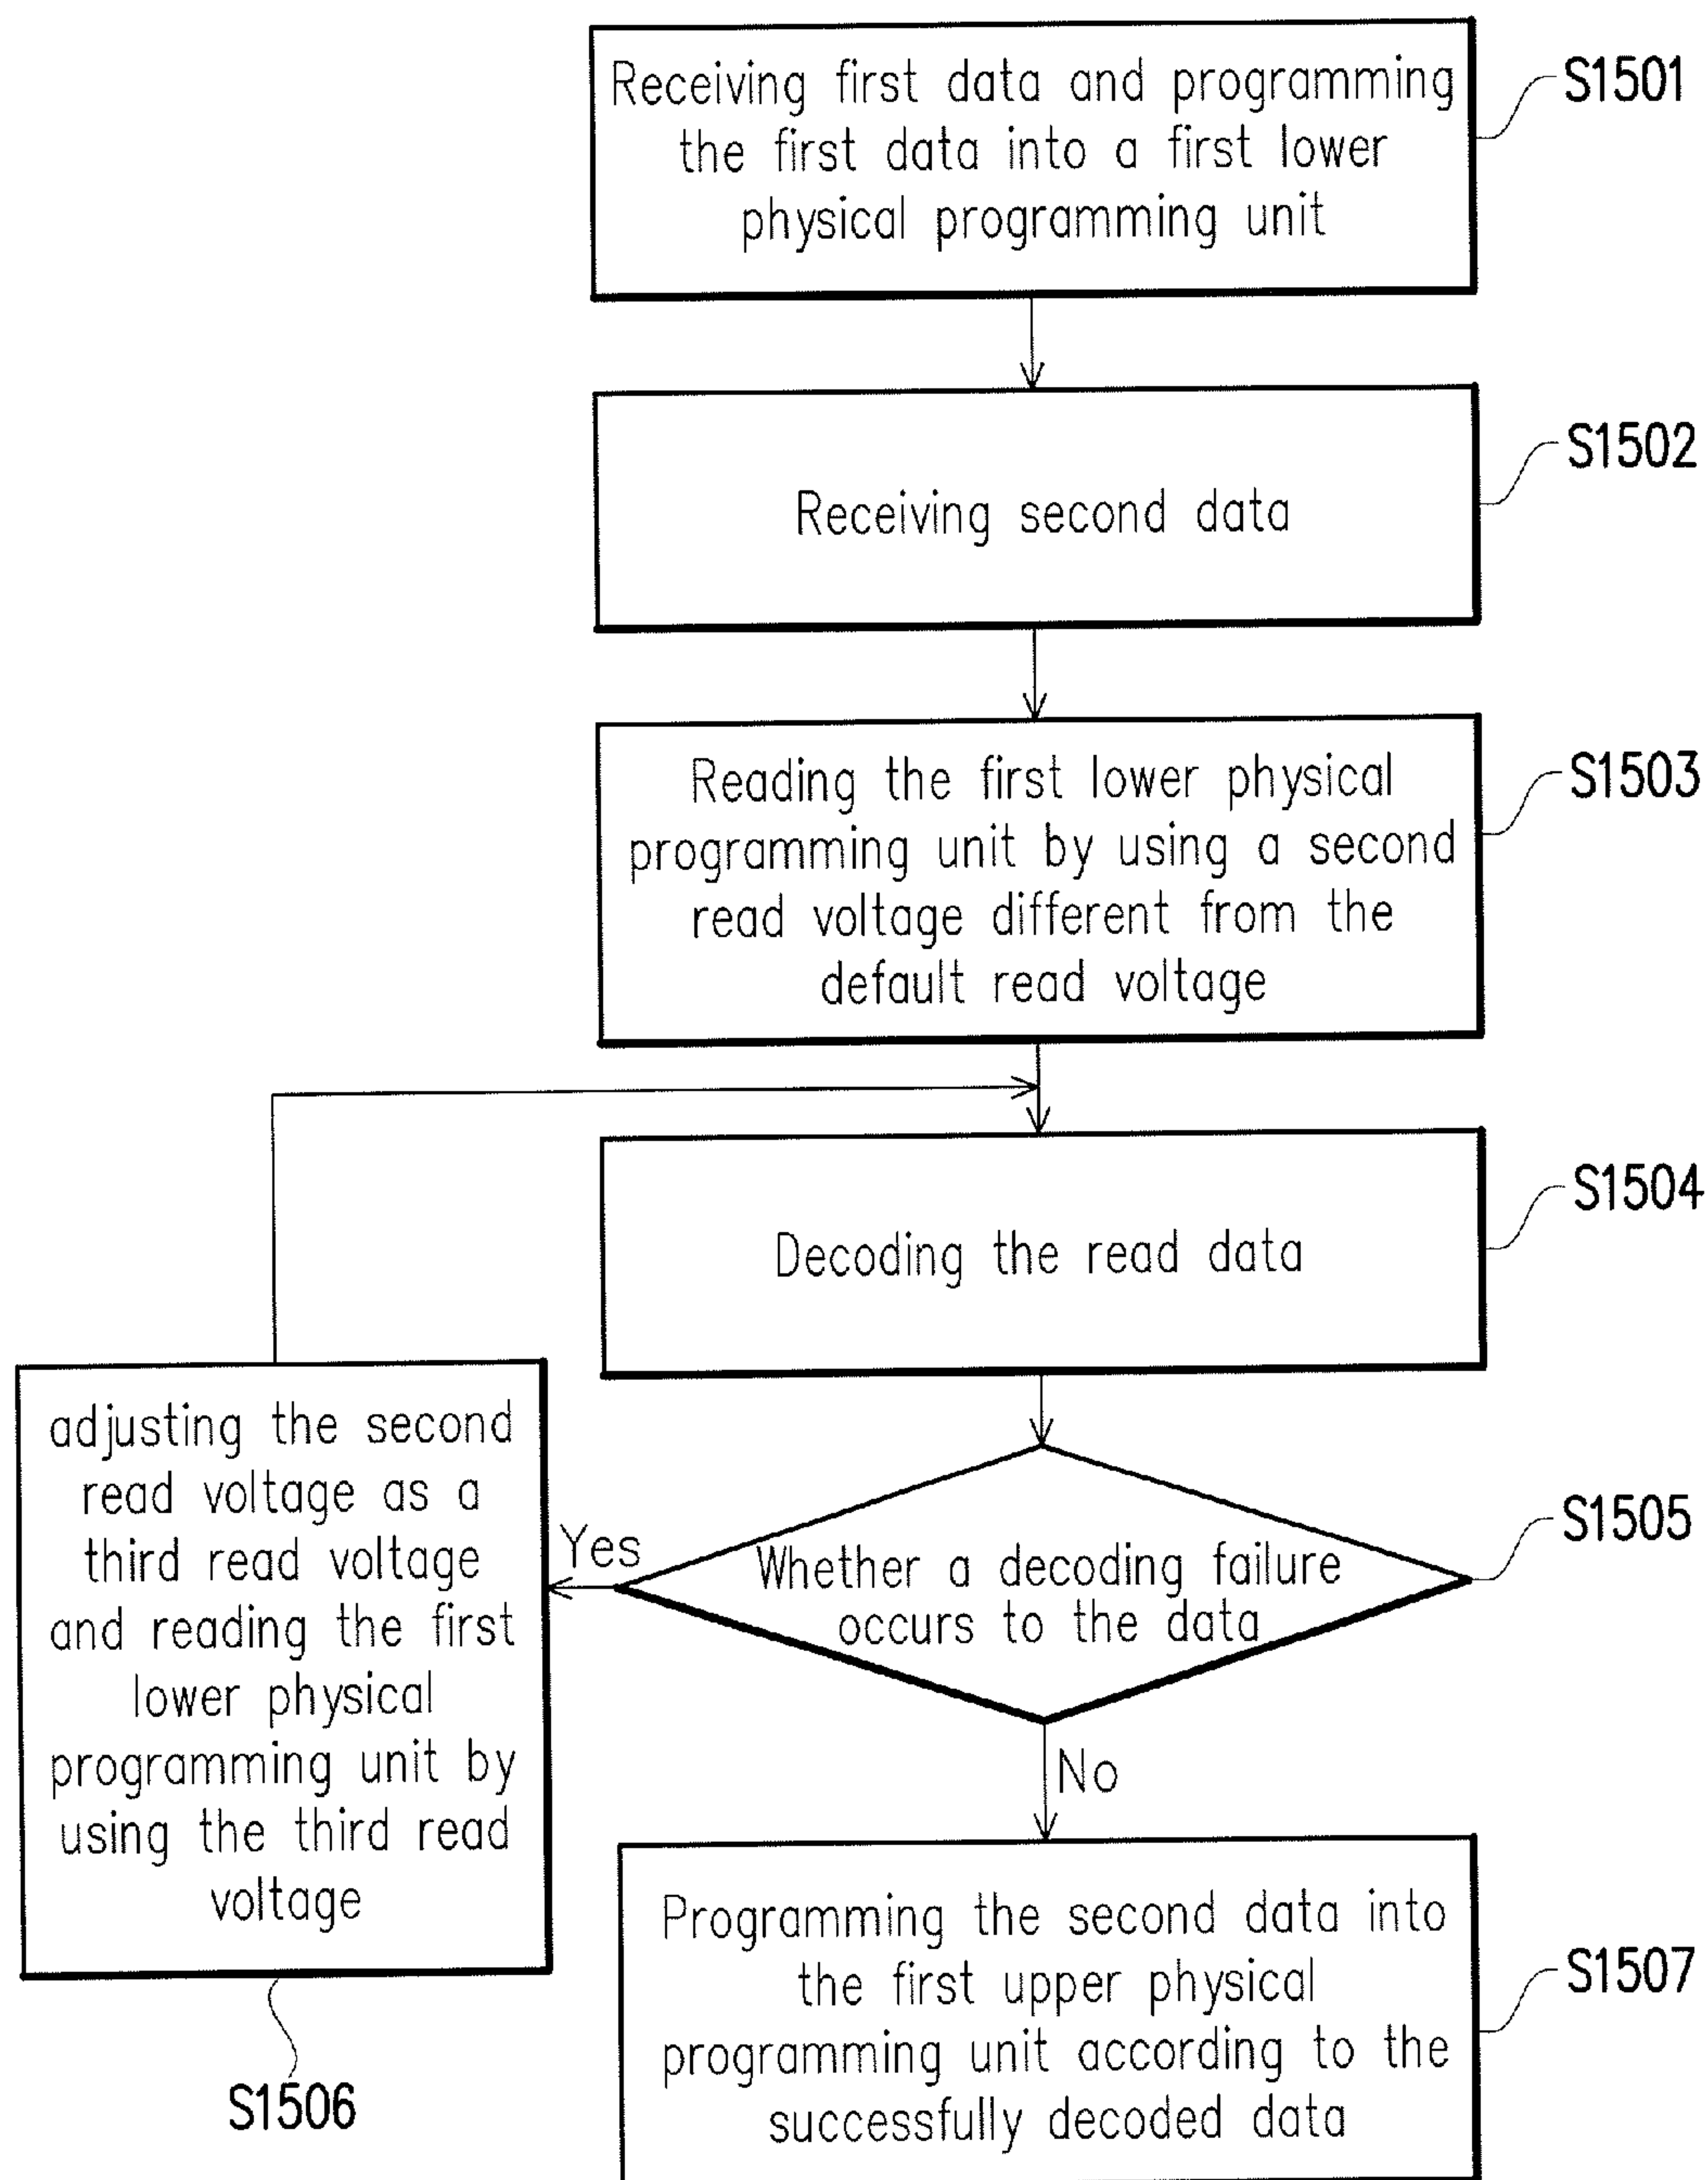 Receiving first data and programming
the first data into a first lower
physical programming unit
S1501
Receiving second data
S1502
Reading the first lower physical
programming unit by using a second
read voltage different from the
default read voltage
S1503
Decoding the read data
S1504
Whether a decoding failure
occurs to the data
S1505
Yes
adjusting the second
read voltage as a
third read voltage
and reading the first
lower physical
programming unit by
using the third read
voltage
S1506
No
Programming the second data into
the first upper physical
programming unit according to the
successfully decoded data
S1507